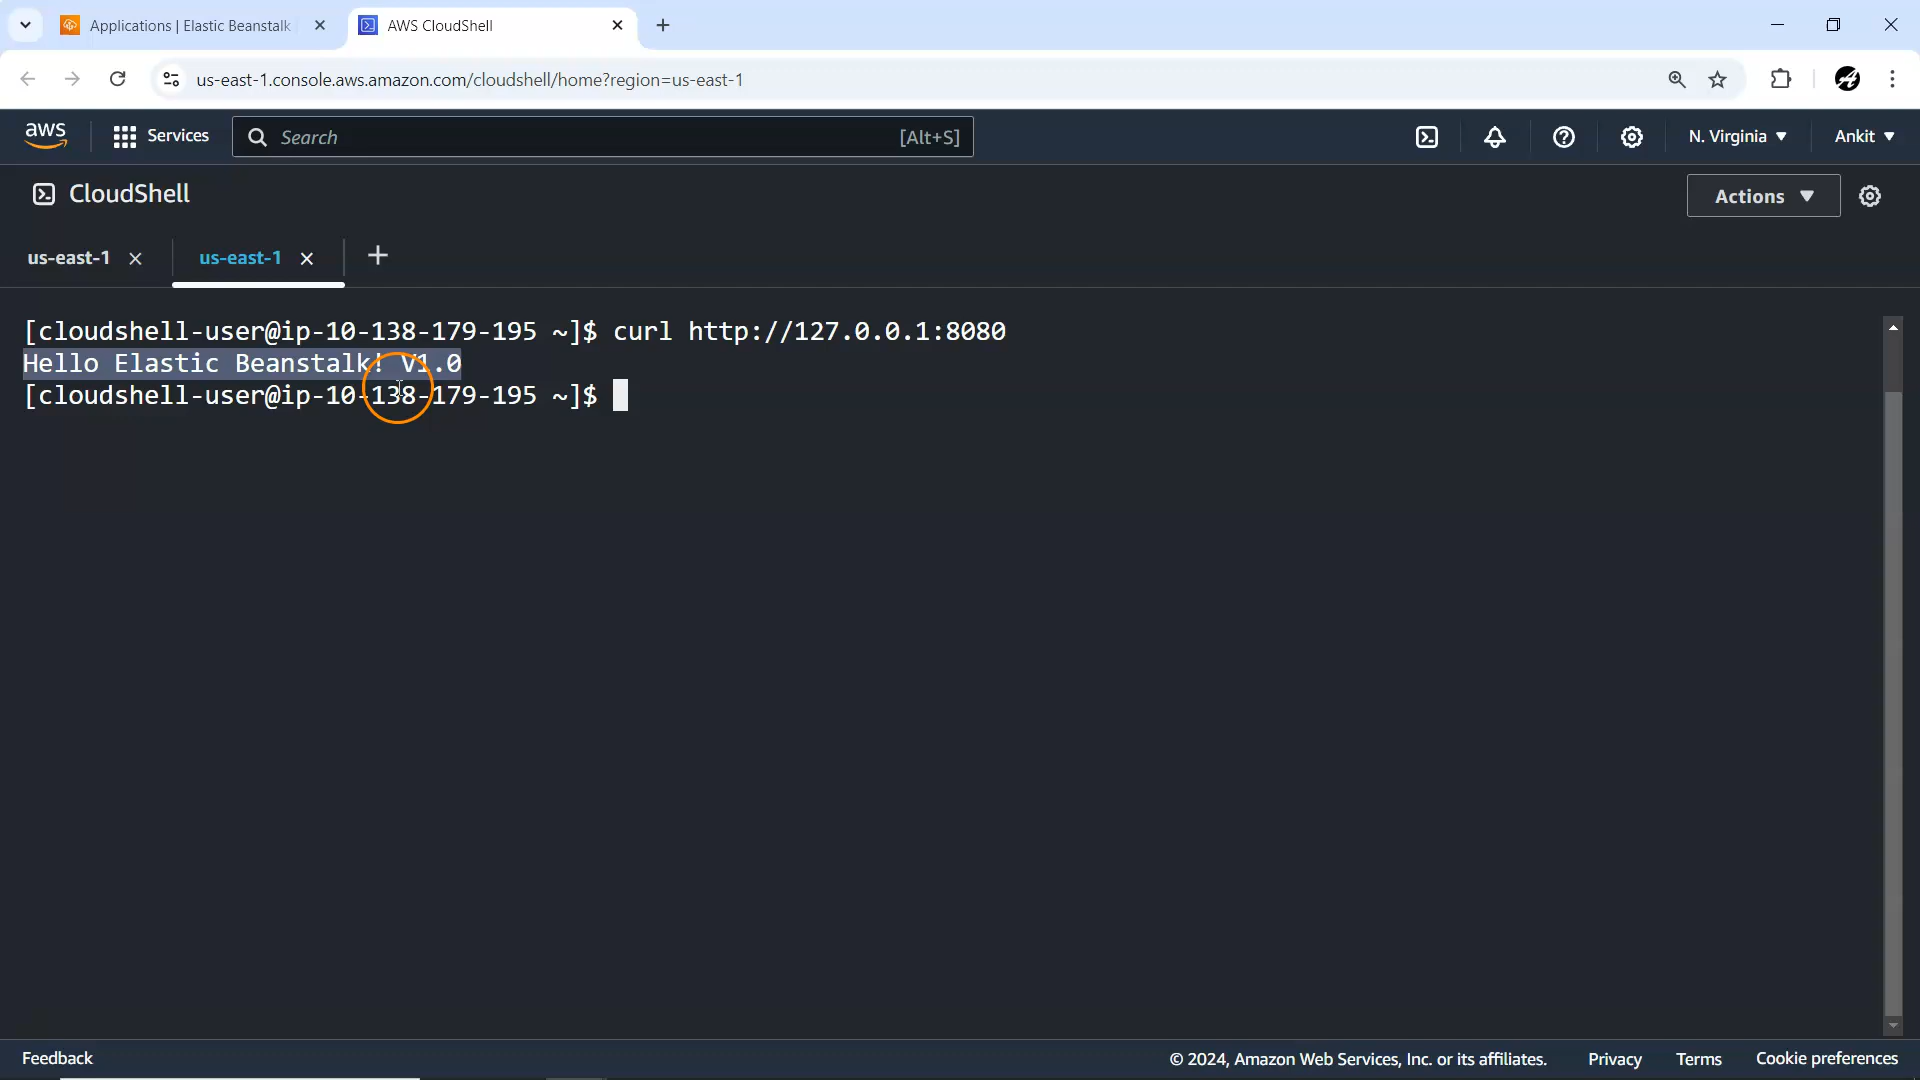 Applications | Elastic Beanstalk
AWS CloudShell
us-east-1.console.aws.amazon.com/cloudshell/home?region=us-east-1
aws
Services
Search
[Alt+S]
N. Virginia
Ankit
CloudShell
Actions
us-east-1
us-east-1
[cloudshell-user@ip-10-138-179-195 ~]$ curl http://127.0.0.1:8080
Hello Elastic Beanstalk! V1.0
[cloudshell-user@ip-10-138-179-195 ~]$
Feedback
© 2024, Amazon Web Services, Inc. or its affiliates.
Privacy
Terms
Cookie preferences